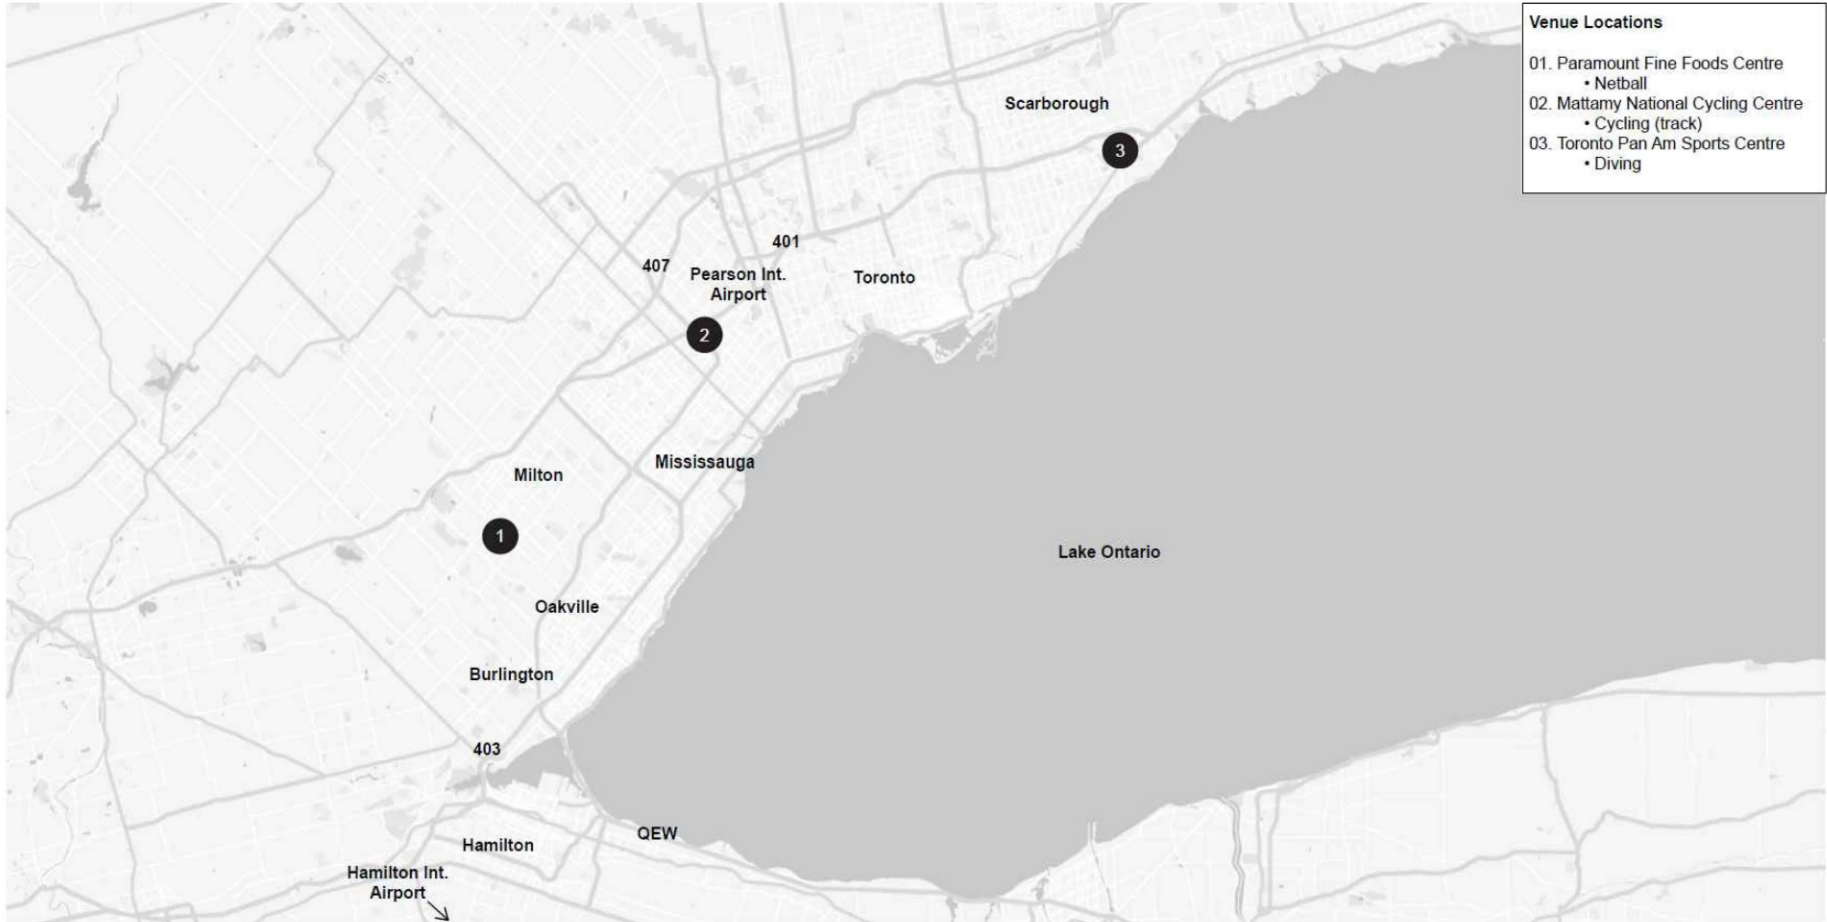 Venue Locations
01. Paramount Fine Foods Centre
• Netball
02. Mattamy National Cycling Centre
• Cycling (track)
03. Toronto Pan Am Sports Centre
• Diving
Scarborough
3
401
407
Pearson Int.
Airport
Toronto
2
Mississauga
Milton
1
Lake Ontario
Oakville
Burlington
403
QEW
Hamilton
Hamilton Int.
Airport